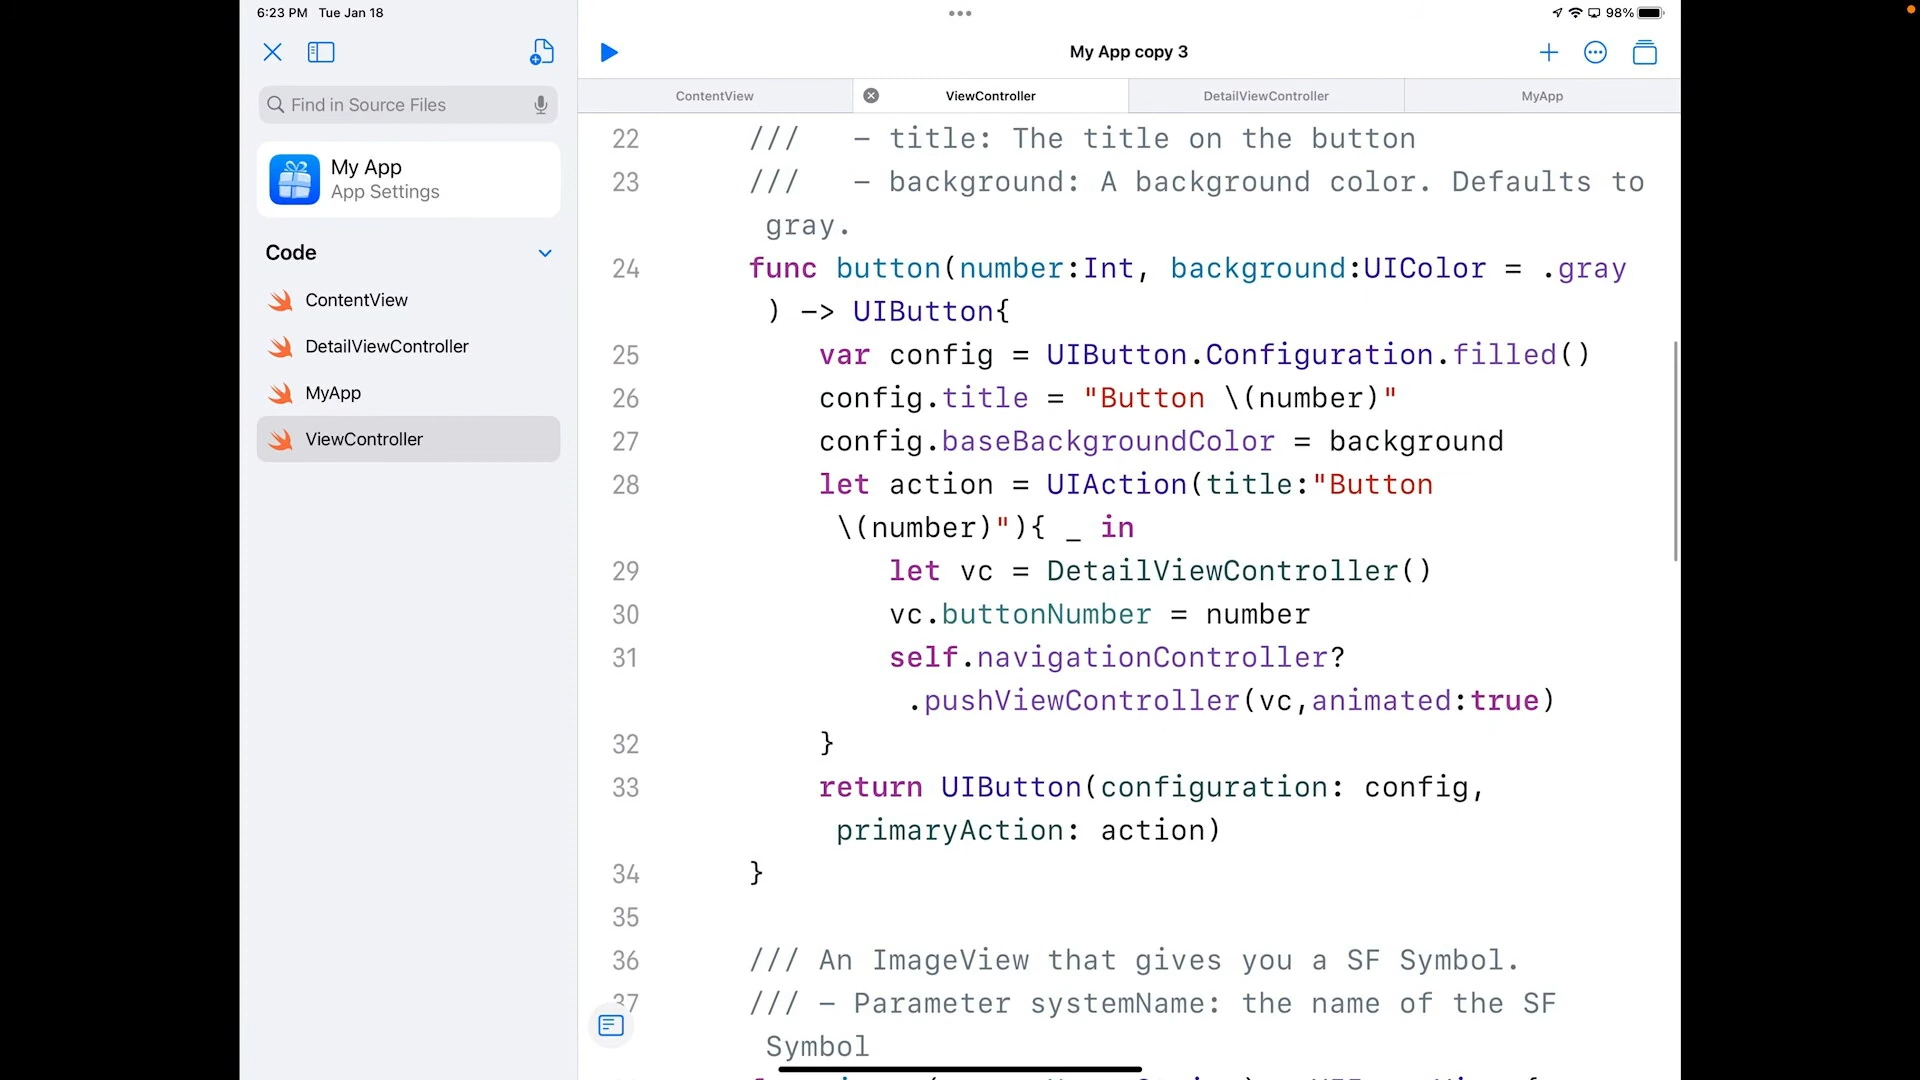 6:23 PM Tue Jan 18
98%
My App copy 3
Find in Source Files
My App
App Settings
Code
ContentView
DetailViewController
MyApp
ViewController
ContentView ViewController DetailViewController MyApp
22 /// - title: The title on the button
23 /// - background: A background color. Defaults to
gray.
24 func button(number:Int, background:UIColor = .gray
) -> UIButton{
25 var config = UIButton.Configuration.filled()
26 config.title = "Button \(number)"
27 config.baseBackgroundColor = background
28 let action = UIAction(title:"Button
\(number)"){ _ in
29 let vc = DetailViewController()
30 vc.buttonNumber = number
31 self.navigationController?
.pushViewController(vc,animated:true)
32 }
33 return UIButton(configuration: config,
primaryAction: action)
34 }
35
36 /// An ImageView that gives you a SF Symbol.
37 /// - Parameter systemName: the name of the SF
Symbol